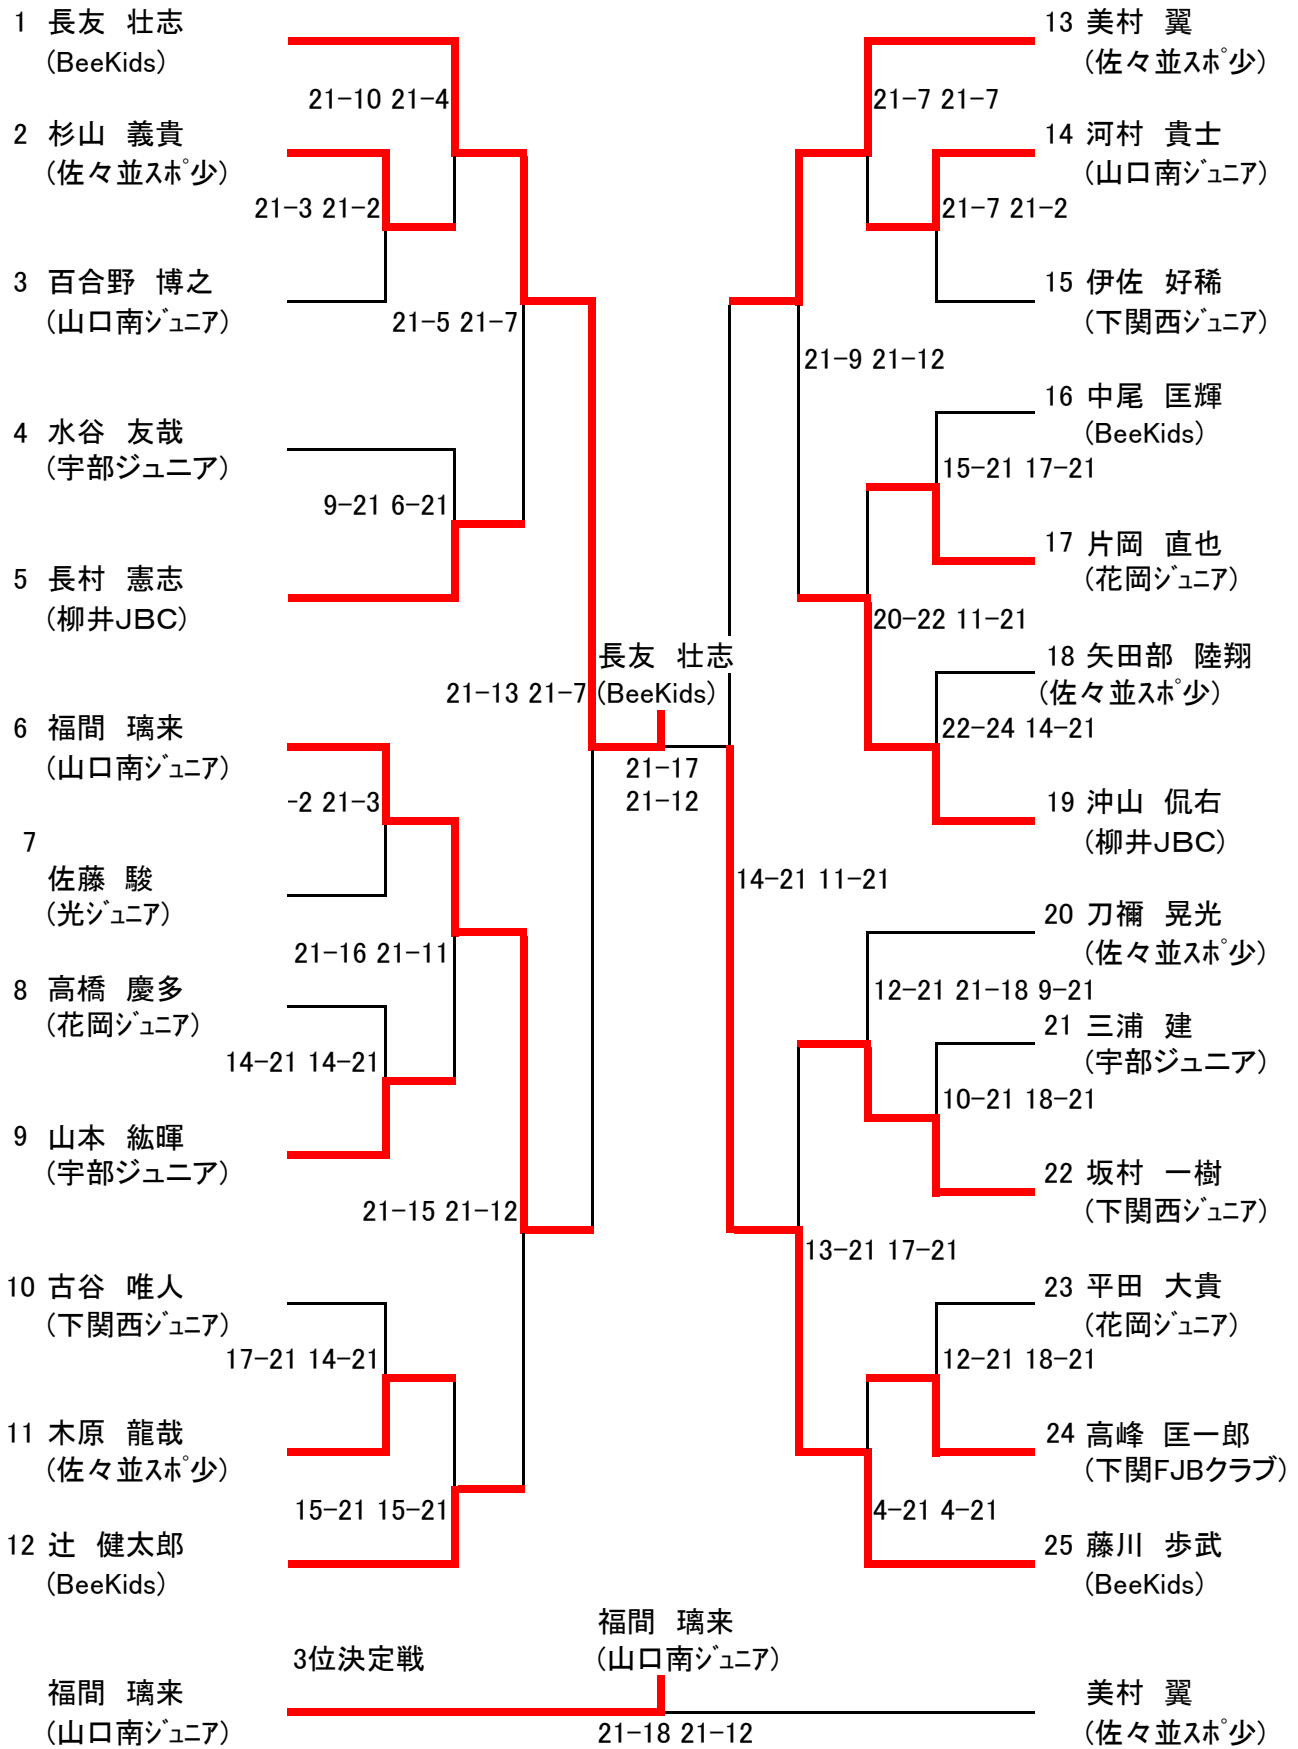 1 長友 壮志
(BeeKids)
21-10 21-4
2 杉山 義貴
(佐々並ｽﾎﾟ少)
21-3 21-2
3 百合野 博之
(山口南ｼﾞｭﾆｱ)
21-5 21-7
4 水谷 友哉
(宇部ジュニア)
9-21 6-21
5 長村 憲志
(柳井ＪＢＣ)
21-13 21-7
6 福間 璃来
(山口南ｼﾞｭﾆｱ)
-2 21-3
7
佐藤 駿
(光ｼﾞｭﾆｱ)
21-16 21-11
8 高橋 慶多
(花岡ｼﾞｭﾆｱ)
14-21 14-21
9 山本 紘暉
(宇部ジュニア)
21-15 21-12
10 古谷 唯人
(下関西ｼﾞｭﾆｱ)
17-21 14-21
11 木原 龍哉
(佐々並ｽﾎﾟ少)
15-21 15-21
12 辻 健太郎
(BeeKids)
長友 壮志
(BeeKids)
21-17
21-12
13 美村 翼
(佐々並ｽﾎﾟ少)
21-7 21-7
14 河村 貴士
(山口南ｼﾞｭﾆｱ)
21-7 21-2
15 伊佐 好稀
(下関西ｼﾞｭﾆｱ)
21-9 21-12
16 中尾 匡輝
(BeeKids)
15-21 17-21
17 片岡 直也
(花岡ｼﾞｭﾆｱ)
20-22 11-21
18 矢田部 陸翔
(佐々並ｽﾎﾟ少)
22-24 14-21
19 沖山 侃右
(柳井ＪＢＣ)
14-21 11-21
20 刀禰 晃光
(佐々並ｽﾎﾟ少)
12-21 21-18 9-21
21 三浦 建
(宇部ジュニア)
10-21 18-21
22 坂村 一樹
(下関西ｼﾞｭﾆｱ)
13-21 17-21
23 平田 大貴
(花岡ｼﾞｭﾆｱ)
12-21 18-21
24 高峰 匡一郎
(下関FJBクラブ)
4-21 4-21
25 藤川 歩武
(BeeKids)
3位決定戦
福間 璃来
(山口南ｼﾞｭﾆｱ)
福間 璃来
(山口南ｼﾞｭﾆｱ)
21-18 21-12
美村 翼
(佐々並ｽﾎﾟ少)